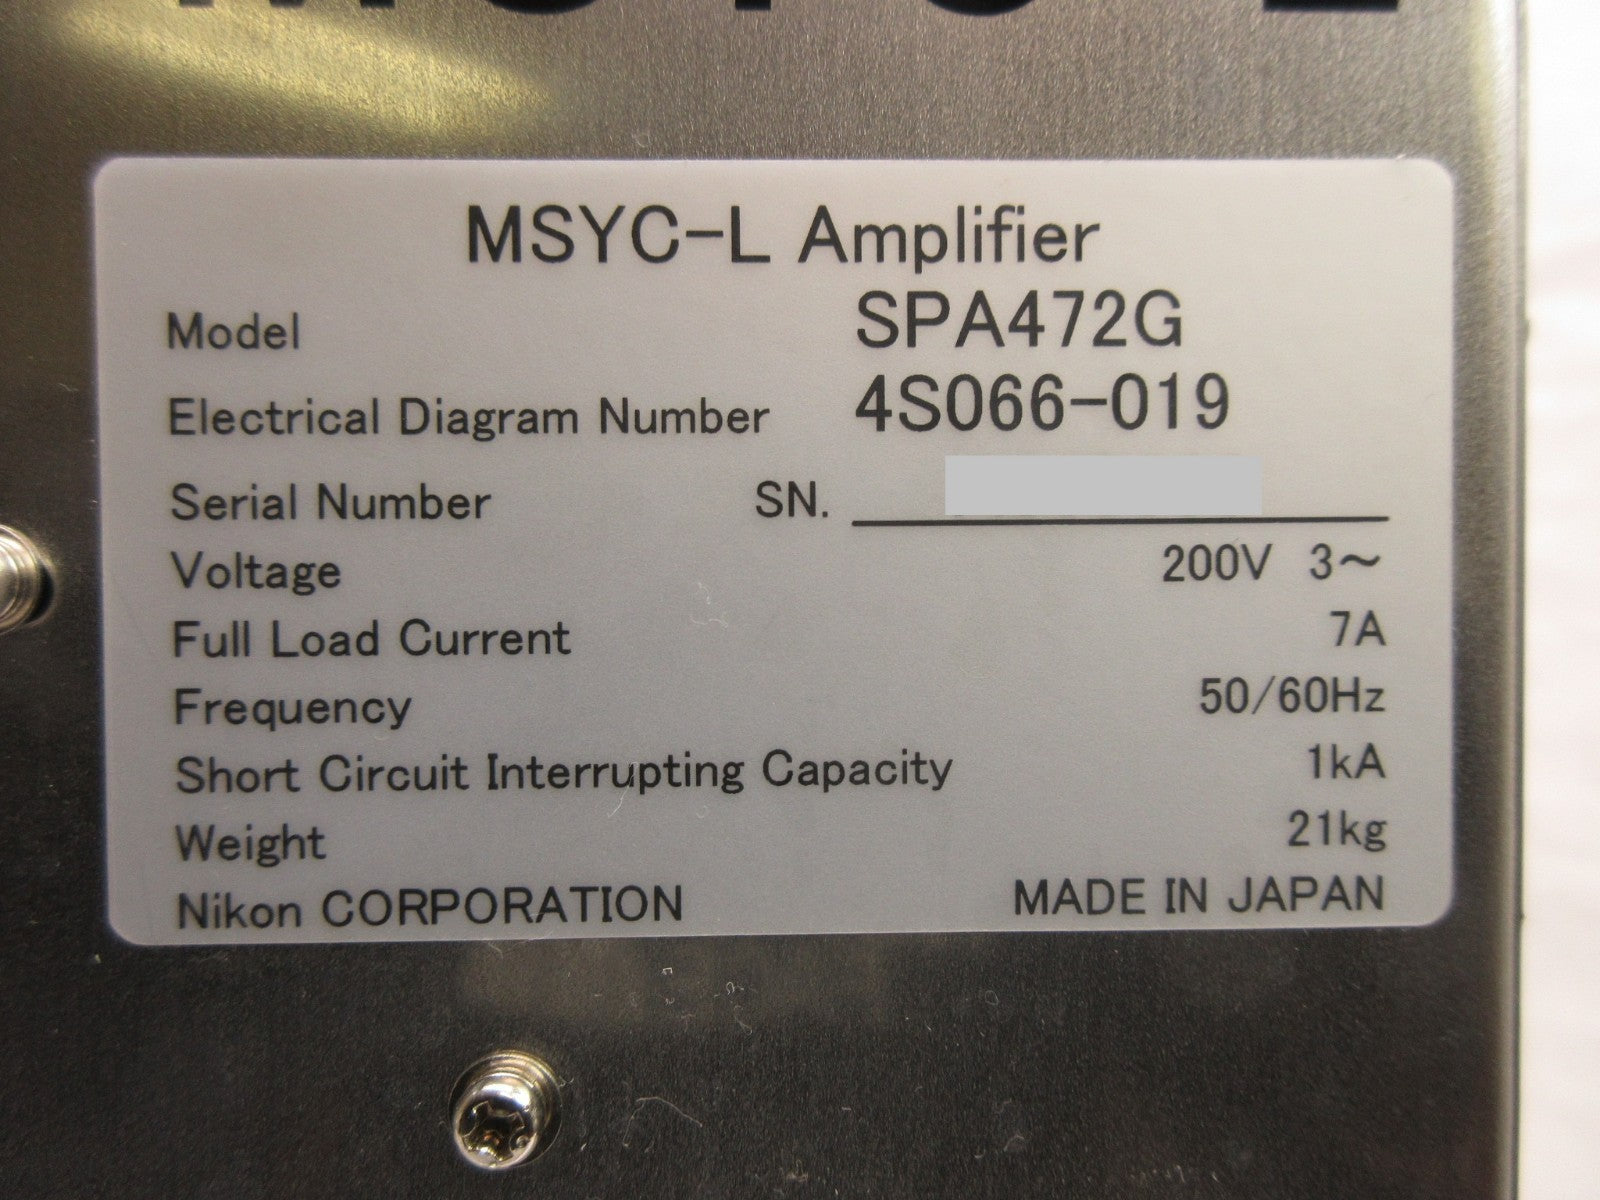 MSYC-L Amplifier
Model SPA472G
Electrical Diagram Number 4S066-019
Serial Number SN.
Voltage 200V 3~
Full Load Current 7A
Frequency 50/60Hz
Short Circuit Interrupting Capacity 1kA
Weight 21kg
Nikon CORPORATION MADE IN JAPAN